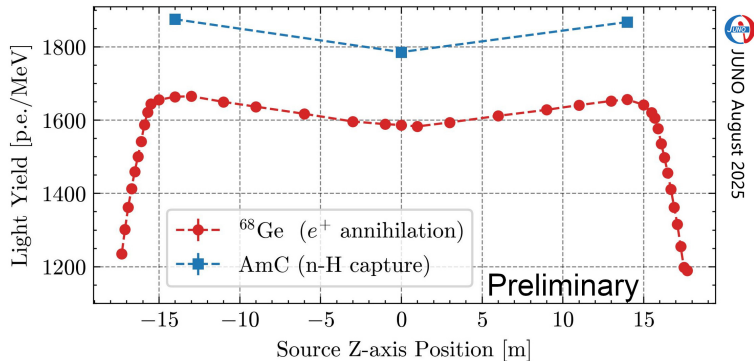 1800
1600
1400
1200
Light Yield [p.e./MeV]
⁶⁸Ge (e⁺ annihilation)
AmC (n-H capture)
Preliminary
−15 −10 −5 0 5 10 15
Source Z-axis Position [m]
JUNO
JUNO August 2025